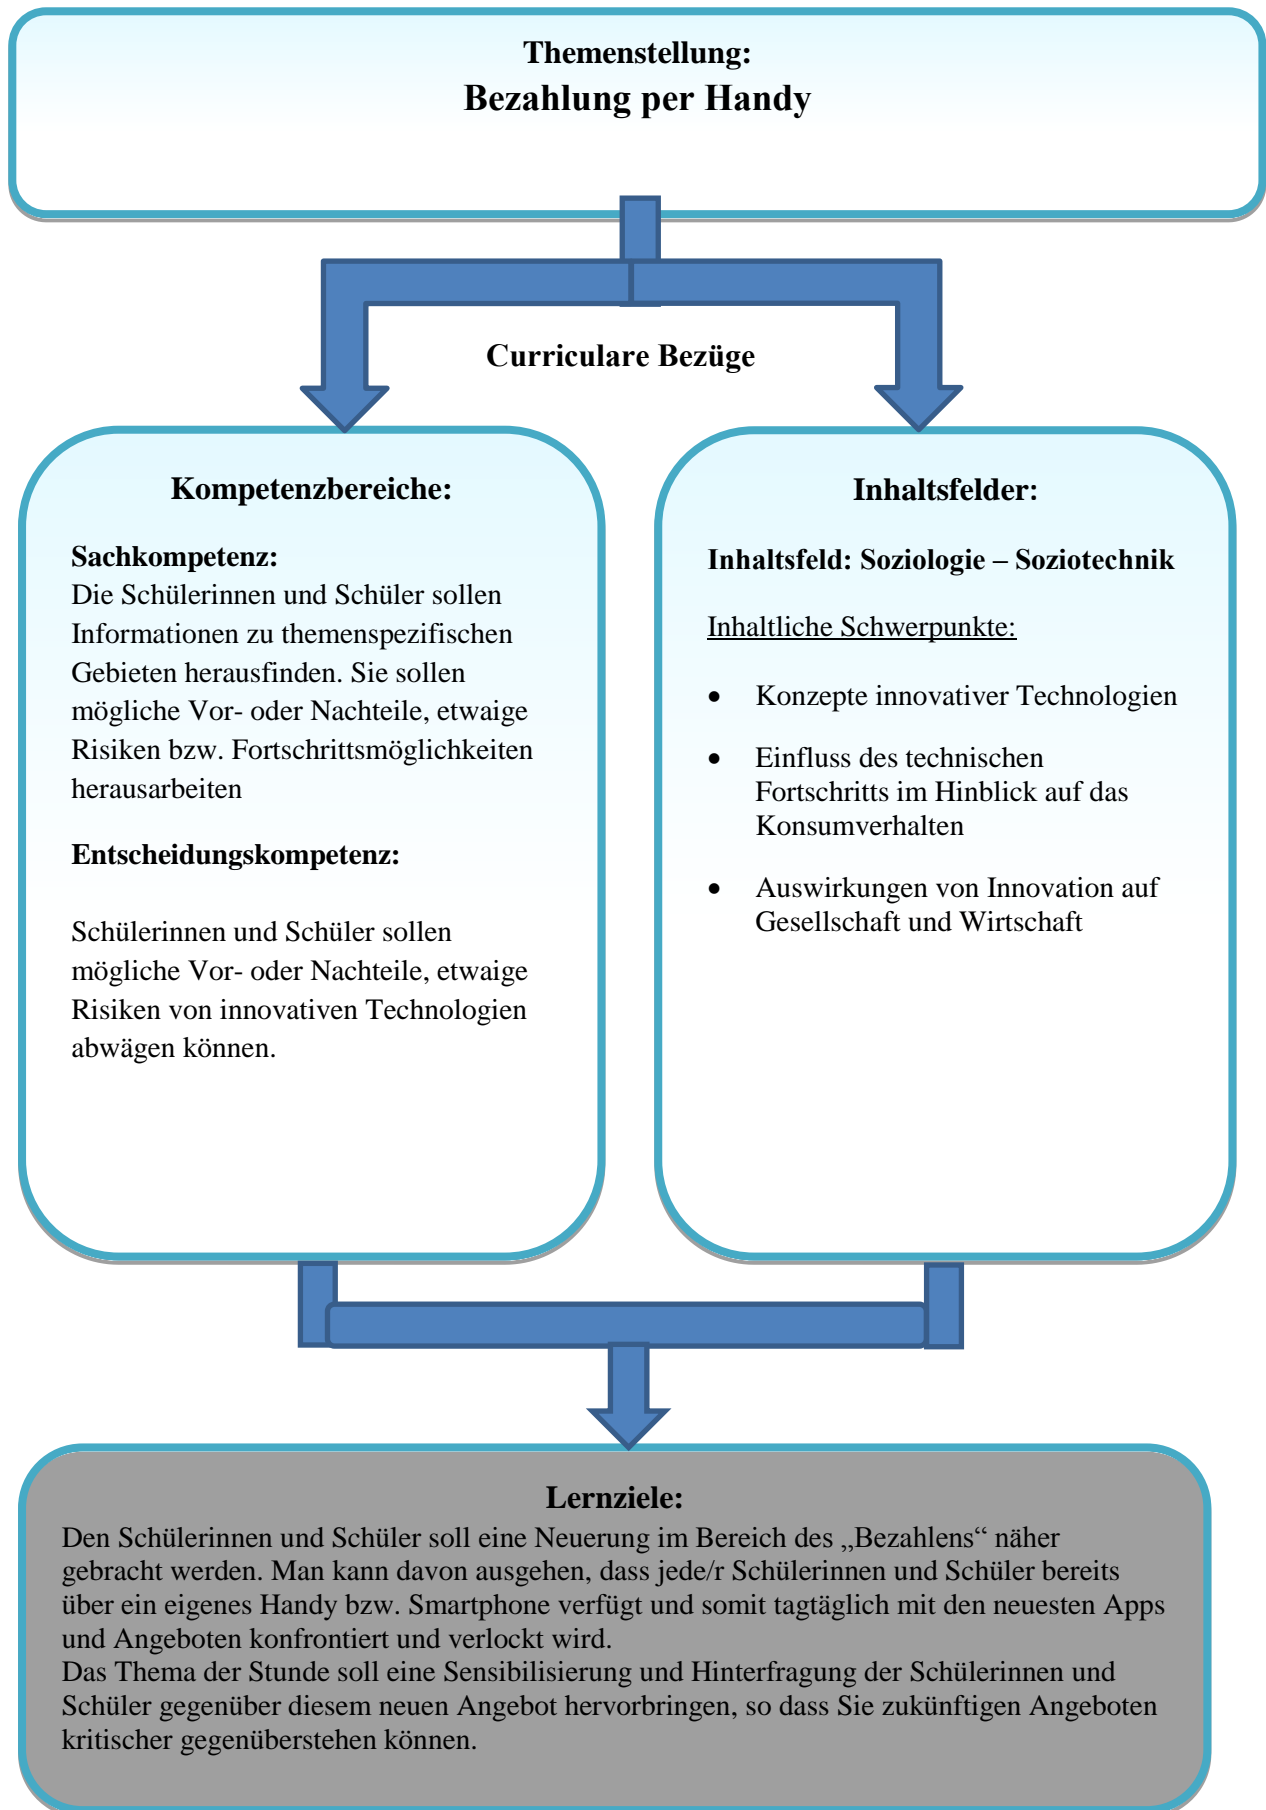 Themenstellung:
Bezahlung per Handy
Curriculare Bezüge
Kompetenzbereiche:
Sachkompetenz:
Die Schülerinnen und Schüler sollen
Informationen zu themenspezifischen
Gebieten herausfinden. Sie sollen
mögliche Vor- oder Nachteile, etwaige
Risiken bzw. Fortschrittsmöglichkeiten
herausarbeiten
Entscheidungskompetenz:
Schülerinnen und Schüler sollen
mögliche Vor- oder Nachteile, etwaige
Risiken von innovativen Technologien
abwägen können.
Inhaltsfelder:
Inhaltsfeld: Soziologie – Soziotechnik
Inhaltliche Schwerpunkte:
• Konzepte innovativer Technologien
• Einfluss des technischen
Fortschritts im Hinblick auf das
Konsumverhalten
• Auswirkungen von Innovation auf
Gesellschaft und Wirtschaft
Lernziele:
Den Schülerinnen und Schüler soll eine Neuerung im Bereich des „Bezahlens“ näher
gebracht werden. Man kann davon ausgehen, dass jede/r Schülerinnen und Schüler bereits
über ein eigenes Handy bzw. Smartphone verfügt und somit tagtäglich mit den neuesten Apps
und Angeboten konfrontiert und verlockt wird.
Das Thema der Stunde soll eine Sensibilisierung und Hinterfragung der Schülerinnen und
Schüler gegenüber diesem neuen Angebot hervorbringen, so dass Sie zukünftigen Angeboten
kritischer gegenüberstehen können.